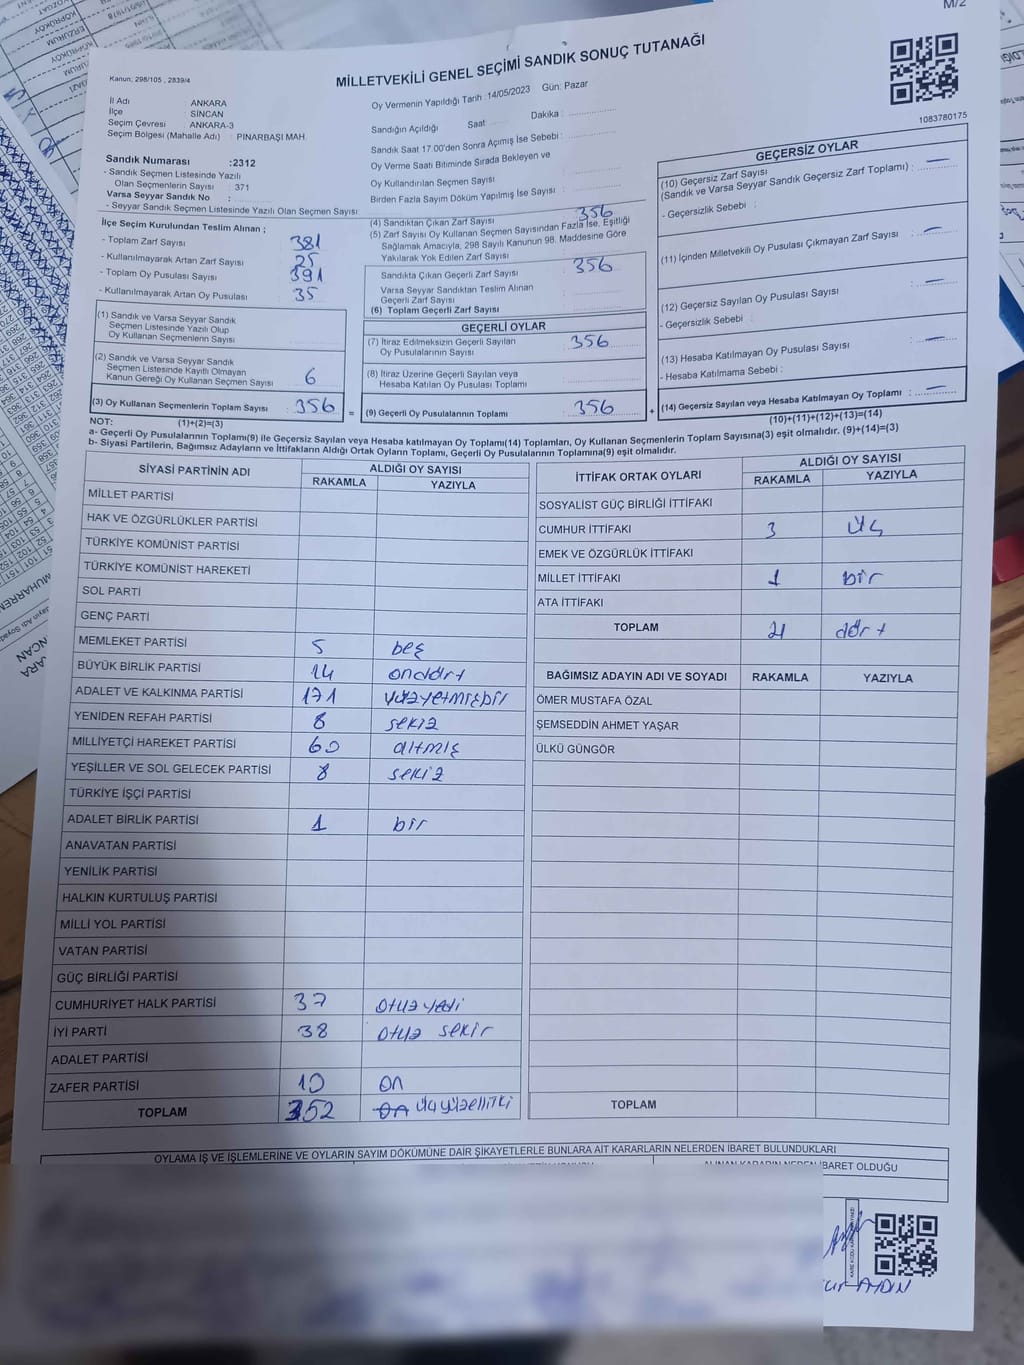 M/2
MİLLETVEKİLİ GENEL SEÇİMİ SANDIK SONUÇ TUTANAĞI
Kanun; 298/105 , 2839/4
İl Adı ANKARA
İlçe : SİNCAN
Seçim Çevresi : ANKARA-3
Seçim Bölgesi (Mahalle Adı) : PINARBAŞI MAH.
Oy Vermenin Yapıldığı Tarih :14/05/2023 Gün: Pazar
Sandığın Açıldığı Saat Dakika :
Sandık Saat 17.00'den Sonra Açılmış İse Sebebi :
Oy Verme Saati Bitiminde Sırada Bekleyen ve
Oy Kullandırılan Seçmen Sayısı
Birden Fazla Sayım Döküm Yapılmış İse Sayısı :
1083780175
Sandık Numarası :2312
- Sandık Seçmen Listesinde Yazılı
Olan Seçmenlerin Sayısı : 371
Varsa Seyyar Sandık No :
- Seyyar Sandık Seçmen Listesinde Yazılı Olan Seçmen Sayısı:
İlçe Seçim Kurulundan Teslim Alınan ;
- Toplam Zarf Sayısı 381
- Kullanılmayarak Artan Zarf Sayısı 25
- Toplam Oy Pusulası Sayısı 391
- Kullanılmayarak Artan Oy Pusulası 35
(1) Sandık ve Varsa Seyyar Sandık
Seçmen Listesinde Yazılı Olup
Oy Kullanan Seçmenlerin Sayısı
(2) Sandık ve Varsa Seyyar Sandık
Seçmen Listesinde Kayıtlı Olmayan
Kanun Gereği Oy Kullanan Seçmen Sayısı 6
(3) Oy Kullanan Seçmenlerin Toplam Sayısı : 356
(1)+(2)=(3)
(4) Sandıktan Çıkan Zarf Sayısı 356
(5) Zarf Sayısı Oy Kullanan Seçmen Sayısından Fazla İse, Eşitliği
Sağlamak Amacıyla, 298 Sayılı Kanunun 98. Maddesine Göre
Yakılarak Yok Edilen Zarf Sayısı
Sandıkta Çıkan Geçerli Zarf Sayısı 356
Varsa Seyyar Sandıktan Teslim Alınan
Geçerli Zarf Sayısı
(6) Toplam Geçerli Zarf Sayısı
GEÇERLİ OYLAR
(7) İtiraz Edilmeksizin Geçerli Sayılan
Oy Pusulalarının Sayısı : 356
(8) İtiraz Üzerine Geçerli Sayılan veya
Hesaba Katılan Oy Pusulası Toplamı
= (9) Geçerli Oy Pusulalarının Toplamı : 356 +
GEÇERSİZ OYLAR
(10) Geçersiz Zarf Sayısı
(Sandık ve Varsa Seyyar Sandık Geçersiz Zarf Toplamı) : —
- Geçersizlik Sebebi :
(11) İçinden Milletvekili Oy Pusulası Çıkmayan Zarf Sayısı : —
(12) Geçersiz Sayılan Oy Pusulası Sayısı : —
- Geçersizlik Sebebi :
(13) Hesaba Katılmayan Oy Pusulası Sayısı : —
- Hesaba Katılmama Sebebi :
(14) Geçersiz Sayılan veya Hesaba Katılmayan Oy Toplamı : —
(10)+(11)+(12)+(13)=(14)
NOT:
a- Geçerli Oy Pusulalarının Toplamı(9) ile Geçersiz Sayılan veya Hesaba katılmayan Oy Toplamı(14) Toplamları, Oy Kullanan Seçmenlerin Toplam Sayısına(3) eşit olmalıdır. (9)+(14)=(3)
b- Siyasi Partilerin, Bağımsız Adayların ve İttifakların Aldığı Ortak Oyların Toplamı, Geçerli Oy Pusulalarının Toplamına(9) eşit olmalıdır.
SİYASİ PARTİNİN ADI ALDIĞI OY SAYISI
RAKAMLA YAZIYLA
MİLLET PARTİSİ
HAK VE ÖZGÜRLÜKLER PARTİSİ
TÜRKİYE KOMÜNİST PARTİSİ
TÜRKİYE KOMÜNİST HAREKETİ
SOL PARTİ
GENÇ PARTİ
MEMLEKET PARTİSİ 5 beş
BÜYÜK BİRLİK PARTİSİ 14 ondört
ADALET VE KALKINMA PARTİSİ 171 yüzyetmişbir
YENİDEN REFAH PARTİSİ 8 sekiz
MİLLİYETÇİ HAREKET PARTİSİ 60 altmış
YEŞİLLER VE SOL GELECEK PARTİSİ 8 sekiz
TÜRKİYE İŞÇİ PARTİSİ
ADALET BİRLİK PARTİSİ 1 bir
ANAVATAN PARTİSİ
YENİLİK PARTİSİ
HALKIN KURTULUŞ PARTİSİ
MİLLİ YOL PARTİSİ
VATAN PARTİSİ
GÜÇ BİRLİĞİ PARTİSİ
CUMHURİYET HALK PARTİSİ 37 otuz yedi
İYİ PARTİ 38 otuz sekiz
ADALET PARTİSİ
ZAFER PARTİSİ 10 on
TOPLAM 352 on üçyüzelliiki
İTTİFAK ORTAK OYLARI ALDIĞI OY SAYISI
RAKAMLA YAZIYLA
SOSYALİST GÜÇ BİRLİĞİ İTTİFAKI
CUMHUR İTTİFAKI 3 üç
EMEK VE ÖZGÜRLÜK İTTİFAKI
MİLLET İTTİFAKI 1 bir
ATA İTTİFAKI
TOPLAM 4 dört
BAĞIMSIZ ADAYIN ADI VE SOYADI RAKAMLA YAZIYLA
ÖMER MUSTAFA ÖZAL
ŞEMSEDDİN AHMET YAŞAR
ÜLKÜ GÜNGÖR
TOPLAM
OYLAMA İŞ VE İŞLEMLERİNE VE OYLARIN SAYIM DÖKÜMÜNE DAİR ŞİKAYETLERLE BUNLARA AİT KARARLARIN NELERDEN İBARET BULUNDUKLARI
İBARET OLDUĞU
AYDIN